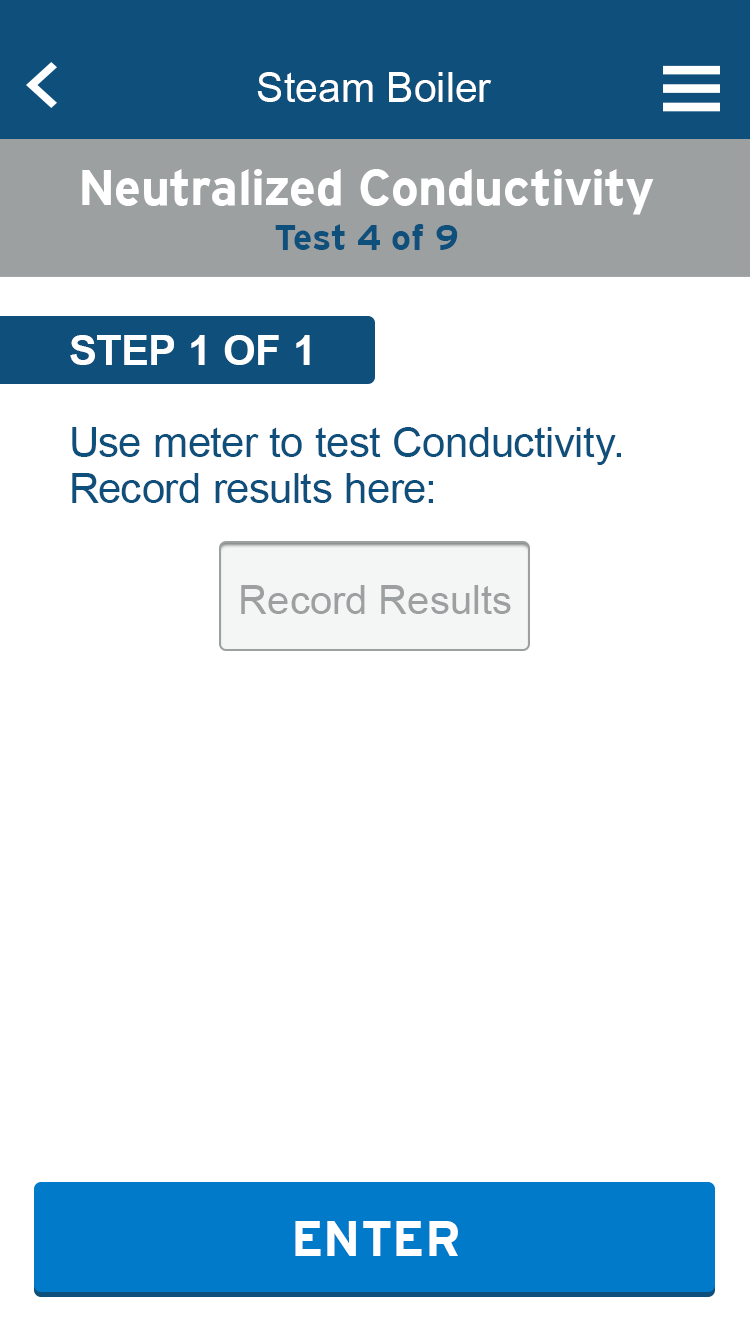 Steam Boiler
Neutralized Conductivity
Test 4 of 9
STEP 1 OF 1
Use meter to test Conductivity.
Record results here:
Record Results
ENTER